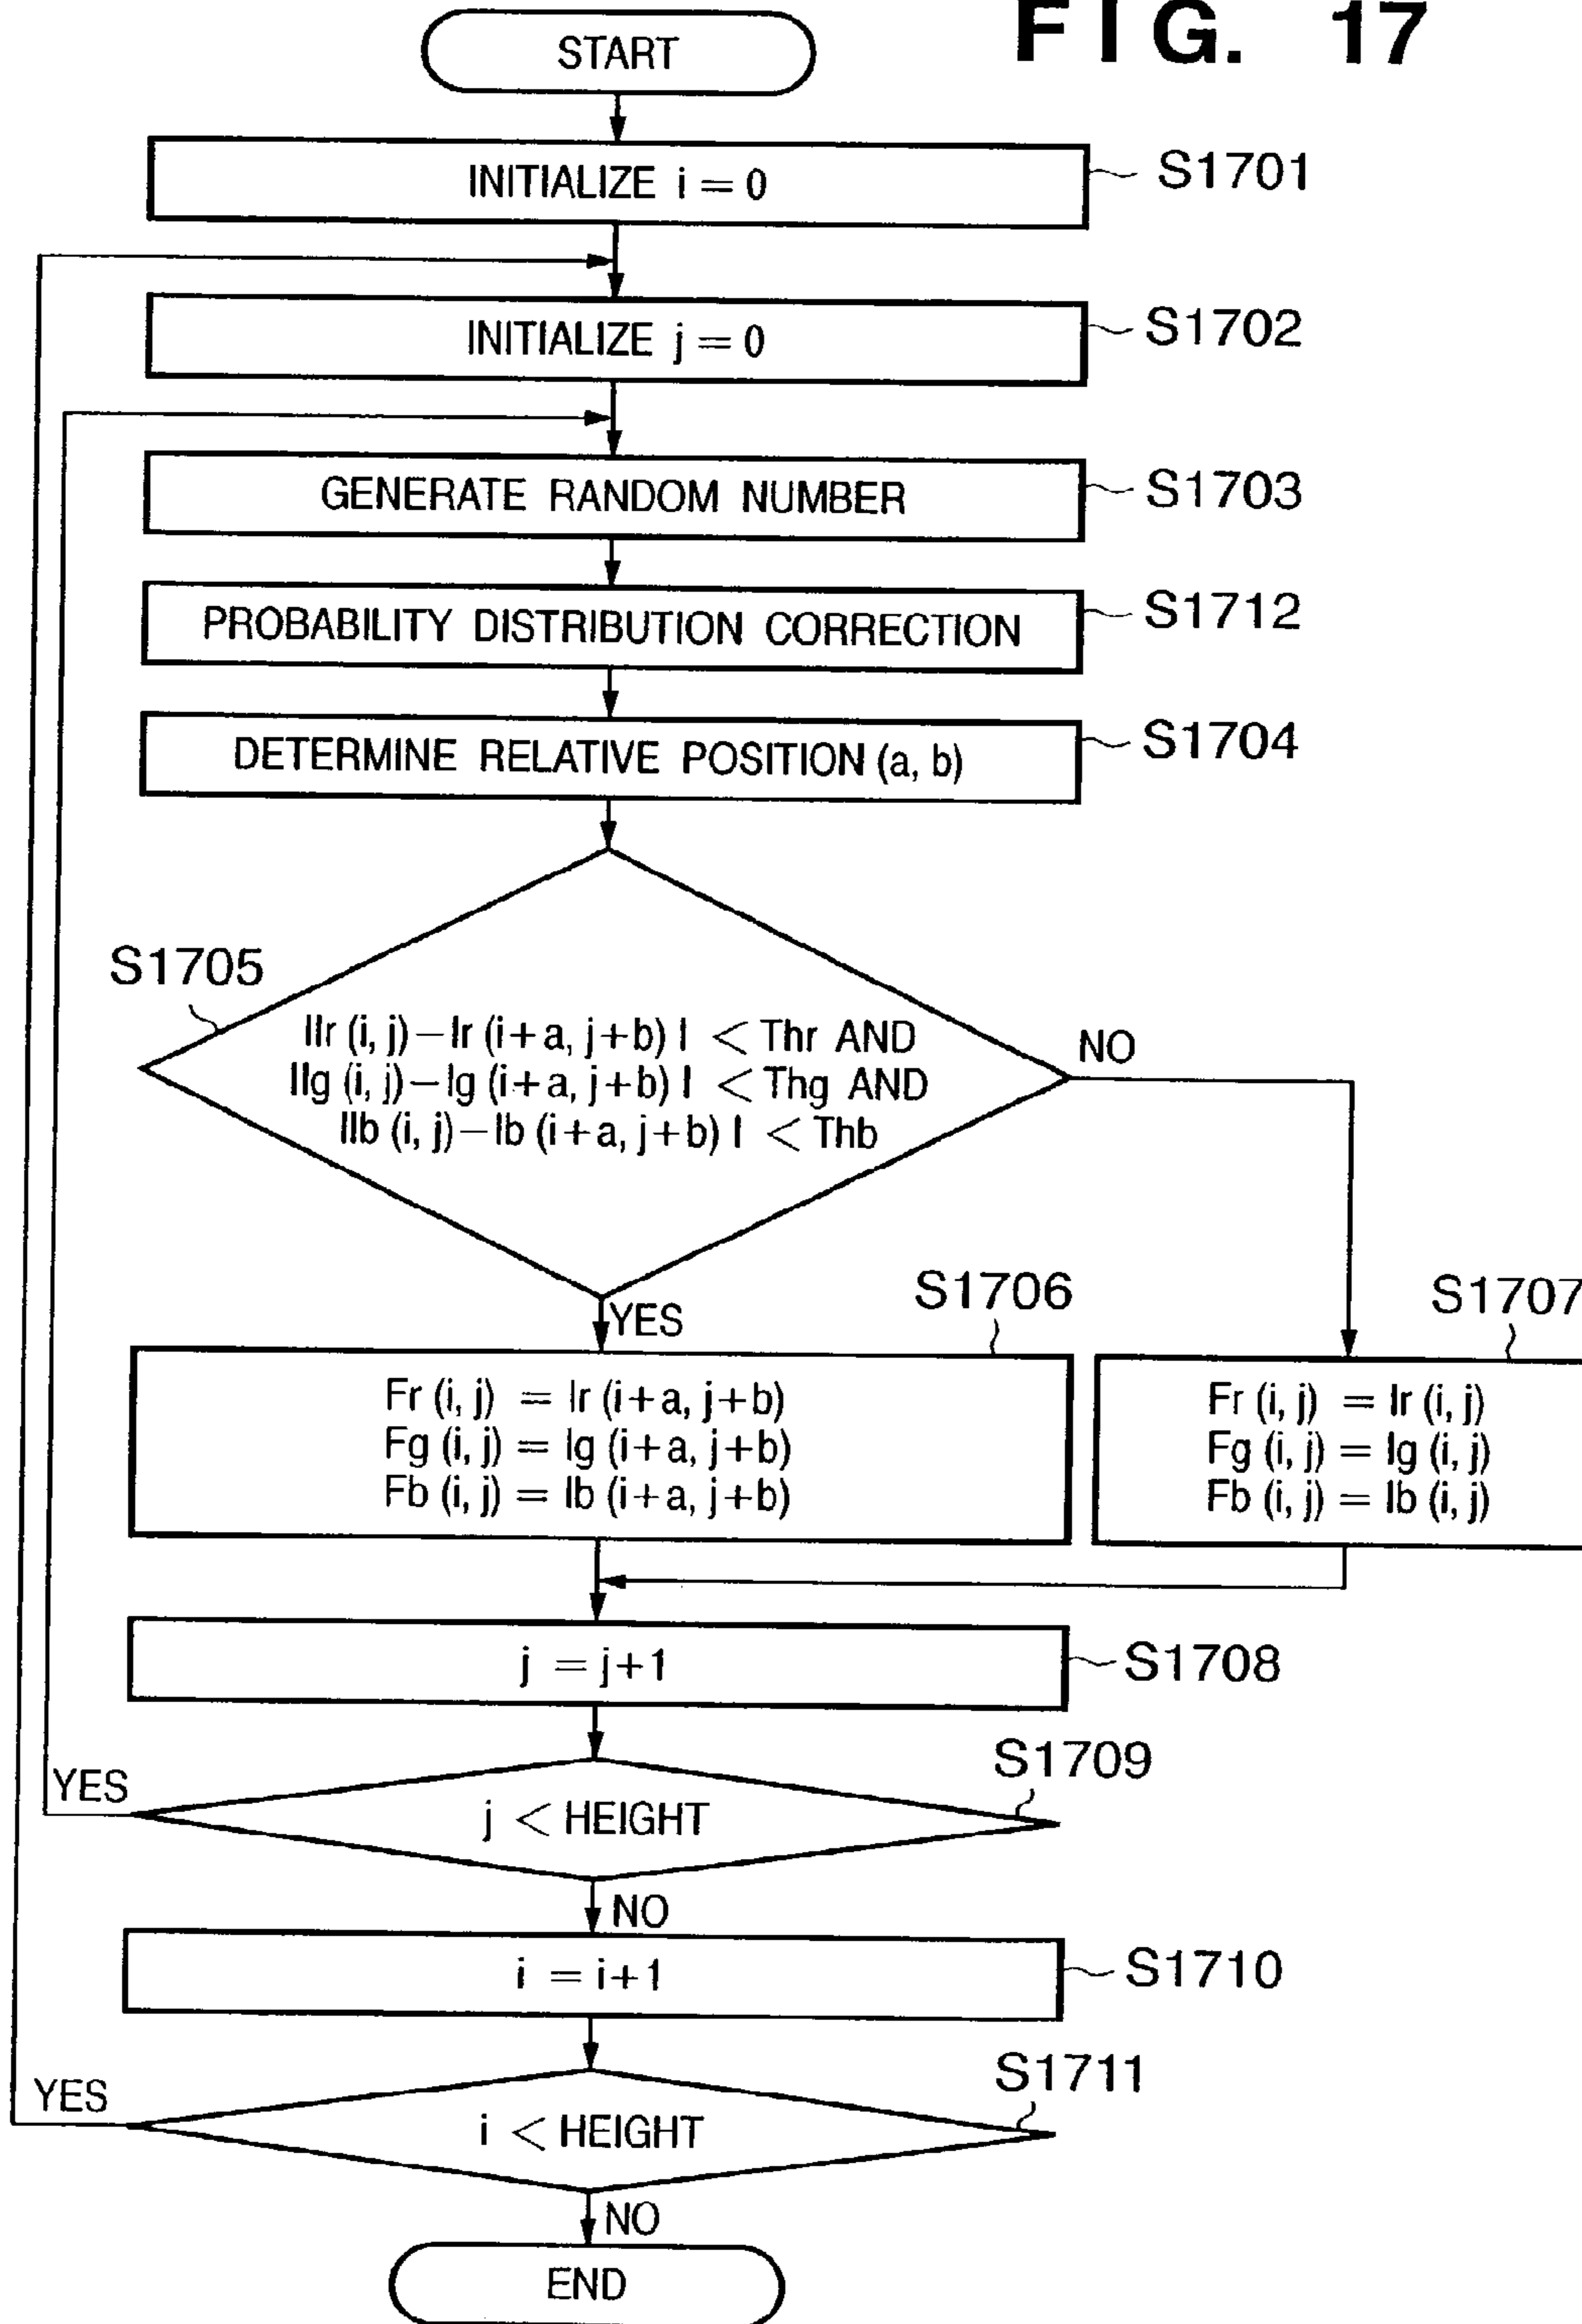 FIG. 17
START
INITIALIZE i = 0
S1701
INITIALIZE j = 0
S1702
GENERATE RANDOM NUMBER
S1703
PROBABILITY DISTRIBUTION CORRECTION
S1712
DETERMINE RELATIVE POSITION (a, b)
S1704
S1705
|Ir (i, j) − Ir (i+a, j+b) | < Thr AND
|Ig (i, j) − Ig (i+a, j+b) | < Thg AND
|Ib (i, j) − Ib (i+a, j+b) | < Thb
NO
YES
S1706
Fr (i, j) = Ir (i+a, j+b)
Fg (i, j) = Ig (i+a, j+b)
Fb (i, j) = Ib (i+a, j+b)
S1707
Fr (i, j) = Ir (i, j)
Fg (i, j) = Ig (i, j)
Fb (i, j) = Ib (i, j)
j = j+1
S1708
S1709
YES
j < HEIGHT
NO
i = i+1
S1710
S1711
YES
i < HEIGHT
NO
END